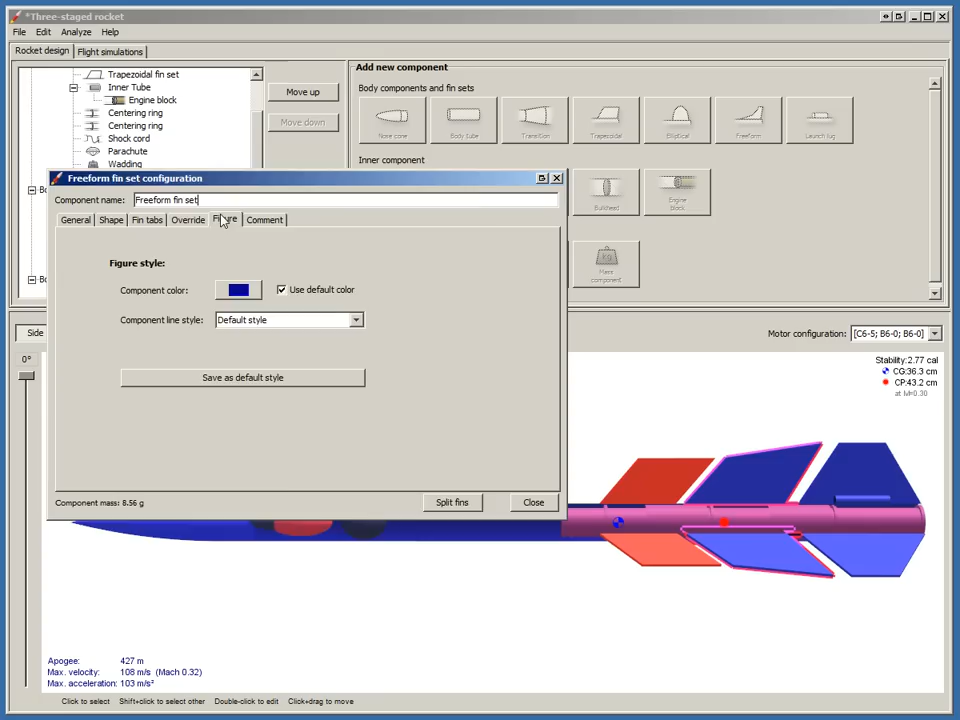 *Three-staged rocket
File Edit Analyze Help
Rocket design Flight simulations
Trapezoidal fin set
Inner Tube
Engine block
Centering ring
Centering ring
Shock cord
Parachute
Wadding
Bo
Bo
Move up
Move down
Add new component
Body components and fin sets
Nose cone Body tube Transition Trapezoidal Elliptical Freeform Launch lug
Inner component
Bulkhead Engine block
Mass component
kg
Freeform fin set configuration
Component name: Freeform fin set
General Shape Fin tabs Override Figure Comment
Figure style:
Component color: Use default color
Component line style: Default style
Save as default style
Component mass: 8.56 g Split fins Close
Side
Motor configuration: [C6-5; B6-0; B6-0]
0°
Stability:2.77 cal
CG:36.3 cm
CP:43.2 cm
at M=0.30
Apogee: 427 m
Max. velocity: 108 m/s (Mach 0.32)
Max. acceleration: 103 m/s²
Click to select Shift+click to select other Double-click to edit Click+drag to move